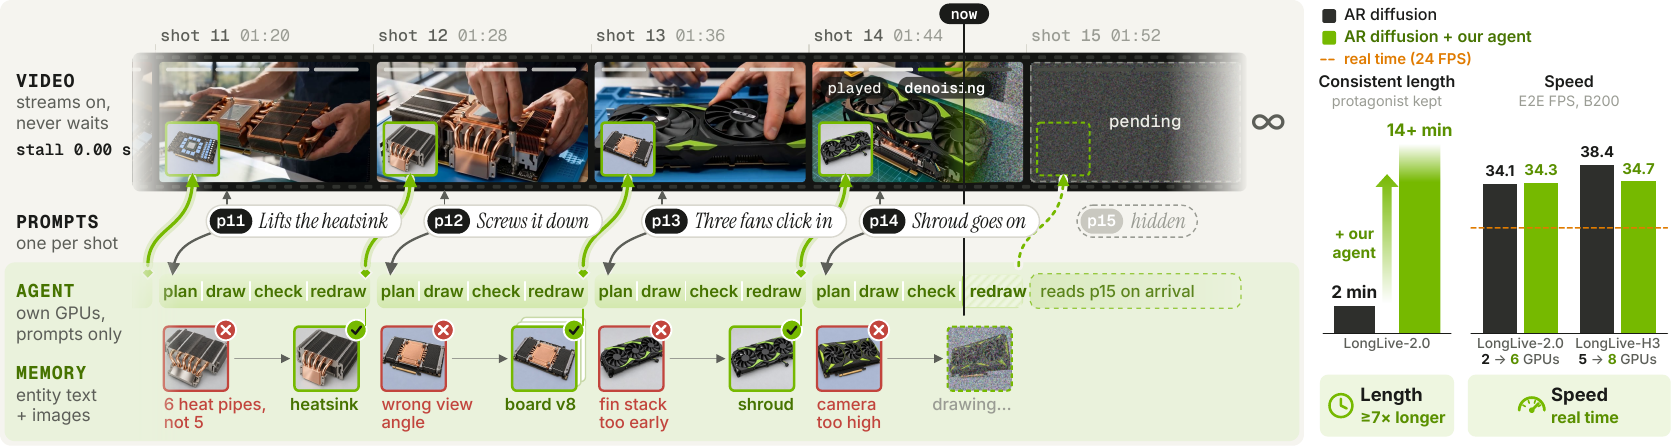 now
shot 11 01:20
shot 12 01:28
shot 13 01:36
shot 14 01:44
shot 15 01:52
VIDEO
streams on,
never waits
stall 0.00 s
played
denoising
pending
∞
PROMPTS
one per shot
p11 Lifts the heatsink
p12 Screws it down
p13 Three fans click in
p14 Shroud goes on
p15 hidden
AGENT
own GPUs,
prompts only
plan draw check redraw
plan draw check redraw
plan draw check redraw
plan draw check redraw
reads p15 on arrival
MEMORY
entity text
+ images
6 heat pipes,
not 5
heatsink
wrong view
angle
board v8
fin stack
too early
shroud
camera
too high
drawing...
AR diffusion
AR diffusion + our agent
real time (24 FPS)
Consistent length
protagonist kept
14+ min
+ our
agent
2 min
LongLive-2.0
Speed
E2E FPS, B200
34.1 34.3
38.4 34.7
LongLive-2.0
2 → 6 GPUs
LongLive-H3
5 → 8 GPUs
Length
≥7× longer
Speed
real time